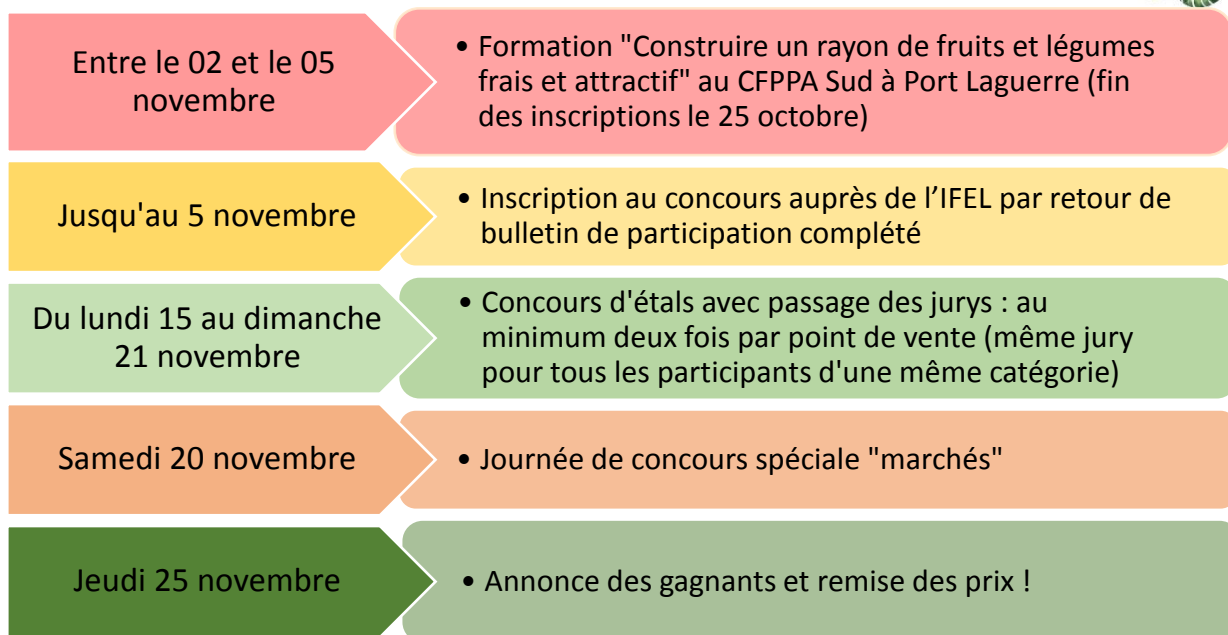 Entre le 02 et le 05
novembre
• Formation "Construire un rayon de fruits et légumes
frais et attractif" au CFPPA Sud à Port Laguerre (fin
des inscriptions le 25 octobre)
Jusqu'au 5 novembre
• Inscription au concours auprès de l’IFEL par retour de
bulletin de participation complété
Du lundi 15 au dimanche
21 novembre
• Concours d'étals avec passage des jurys : au
minimum deux fois par point de vente (même jury
pour tous les participants d'une même catégorie)
Samedi 20 novembre
• Journée de concours spéciale "marchés"
Jeudi 25 novembre
• Annonce des gagnants et remise des prix !